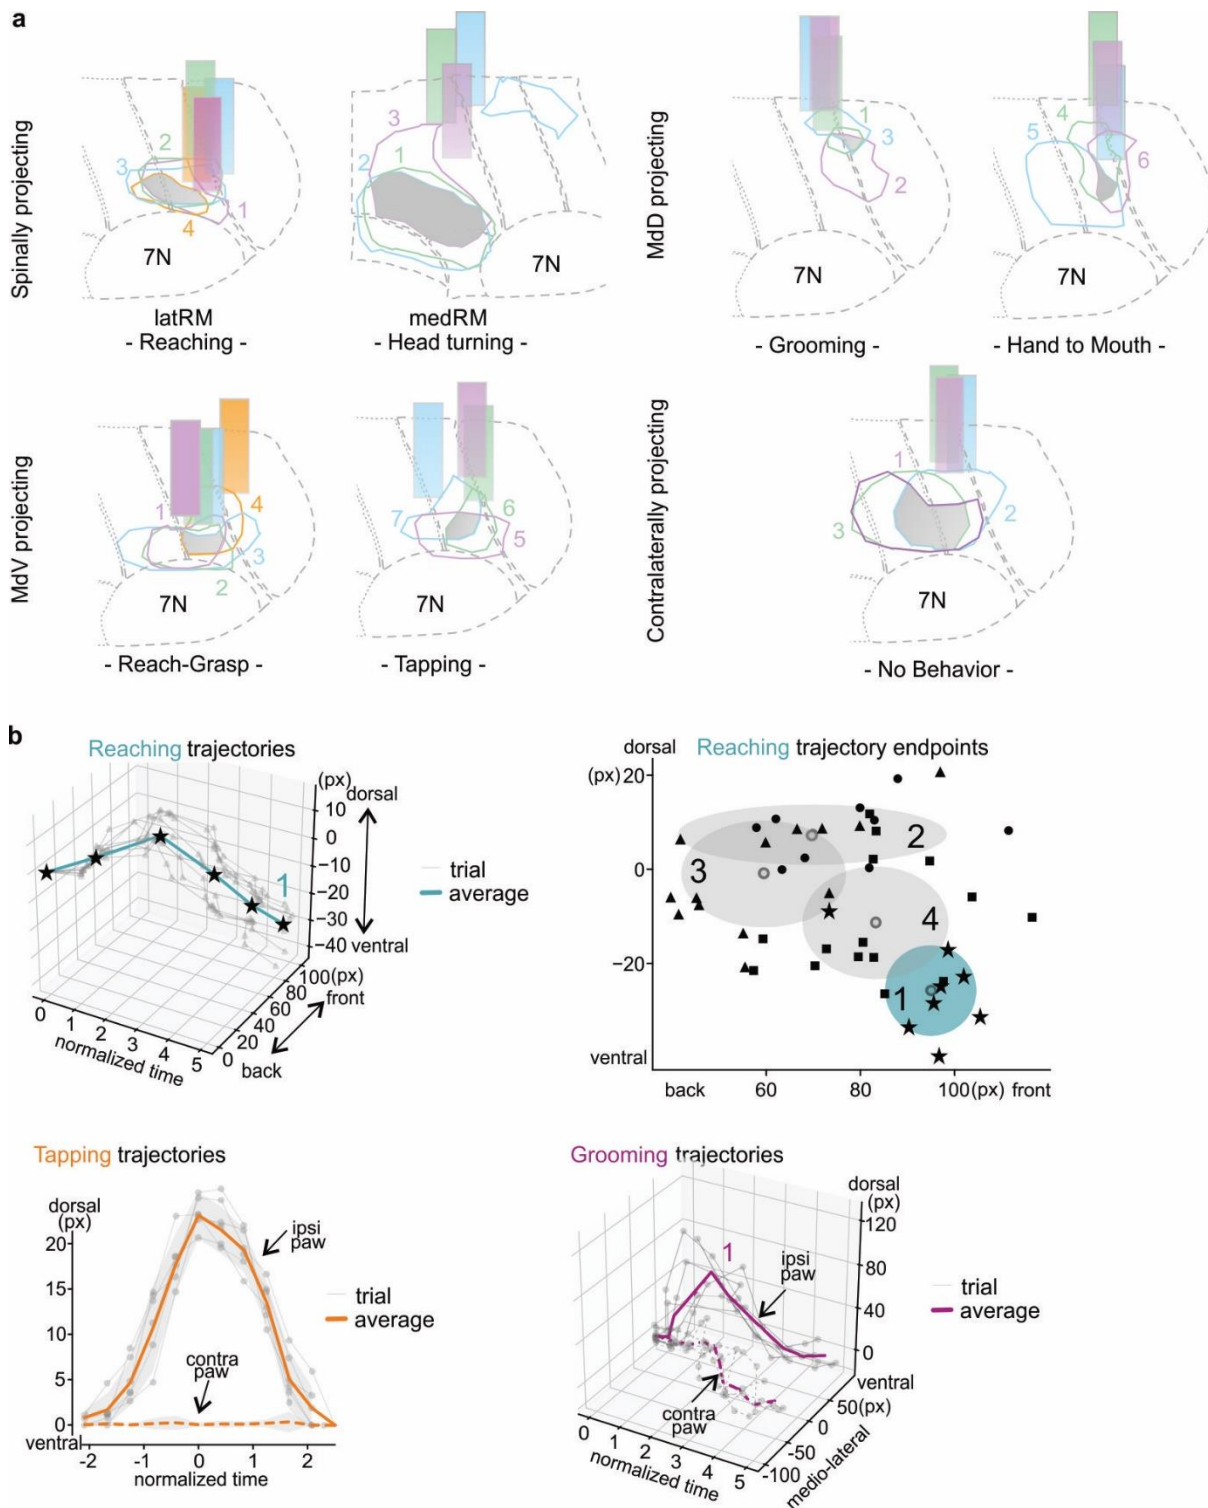 a
Spinally projecting
2
3
4
1
7N
latRM
- Reaching -
3
1
2
7N
medRM
- Head turning -
MdD projecting
1
3
2
7N
- Grooming -
4
5
6
7N
- Hand to Mouth -
MdV projecting
1
4
3
2
7N
- Reach-Grasp -
7
6
5
7N
- Tapping -
Contralaterally projecting
1
2
3
7N
- No Behavior -
b
Reaching trajectories
(px)
dorsal
10
0
−10
−20
−30
−40
ventral
1
trial
average
100(px)
80
60
40
20
0
front
back
0
1
2
3
4
5
normalized time
dorsal
Reaching trajectory endpoints
(px)
20
0
−20
ventral
2
3
4
1
back
60
80
100(px)
front
Tapping trajectories
dorsal
(px)
20
15
10
5
0
ventral
ipsi
paw
contra
paw
trial
average
-2
-1
0
1
2
normalized time
Grooming trajectories
dorsal
(px)
120
80
40
0
ventral
1
ipsi
paw
contra
paw
trial
average
50(px)
0
-50
-100
medio-lateral
0
1
2
3
4
5
normalized time